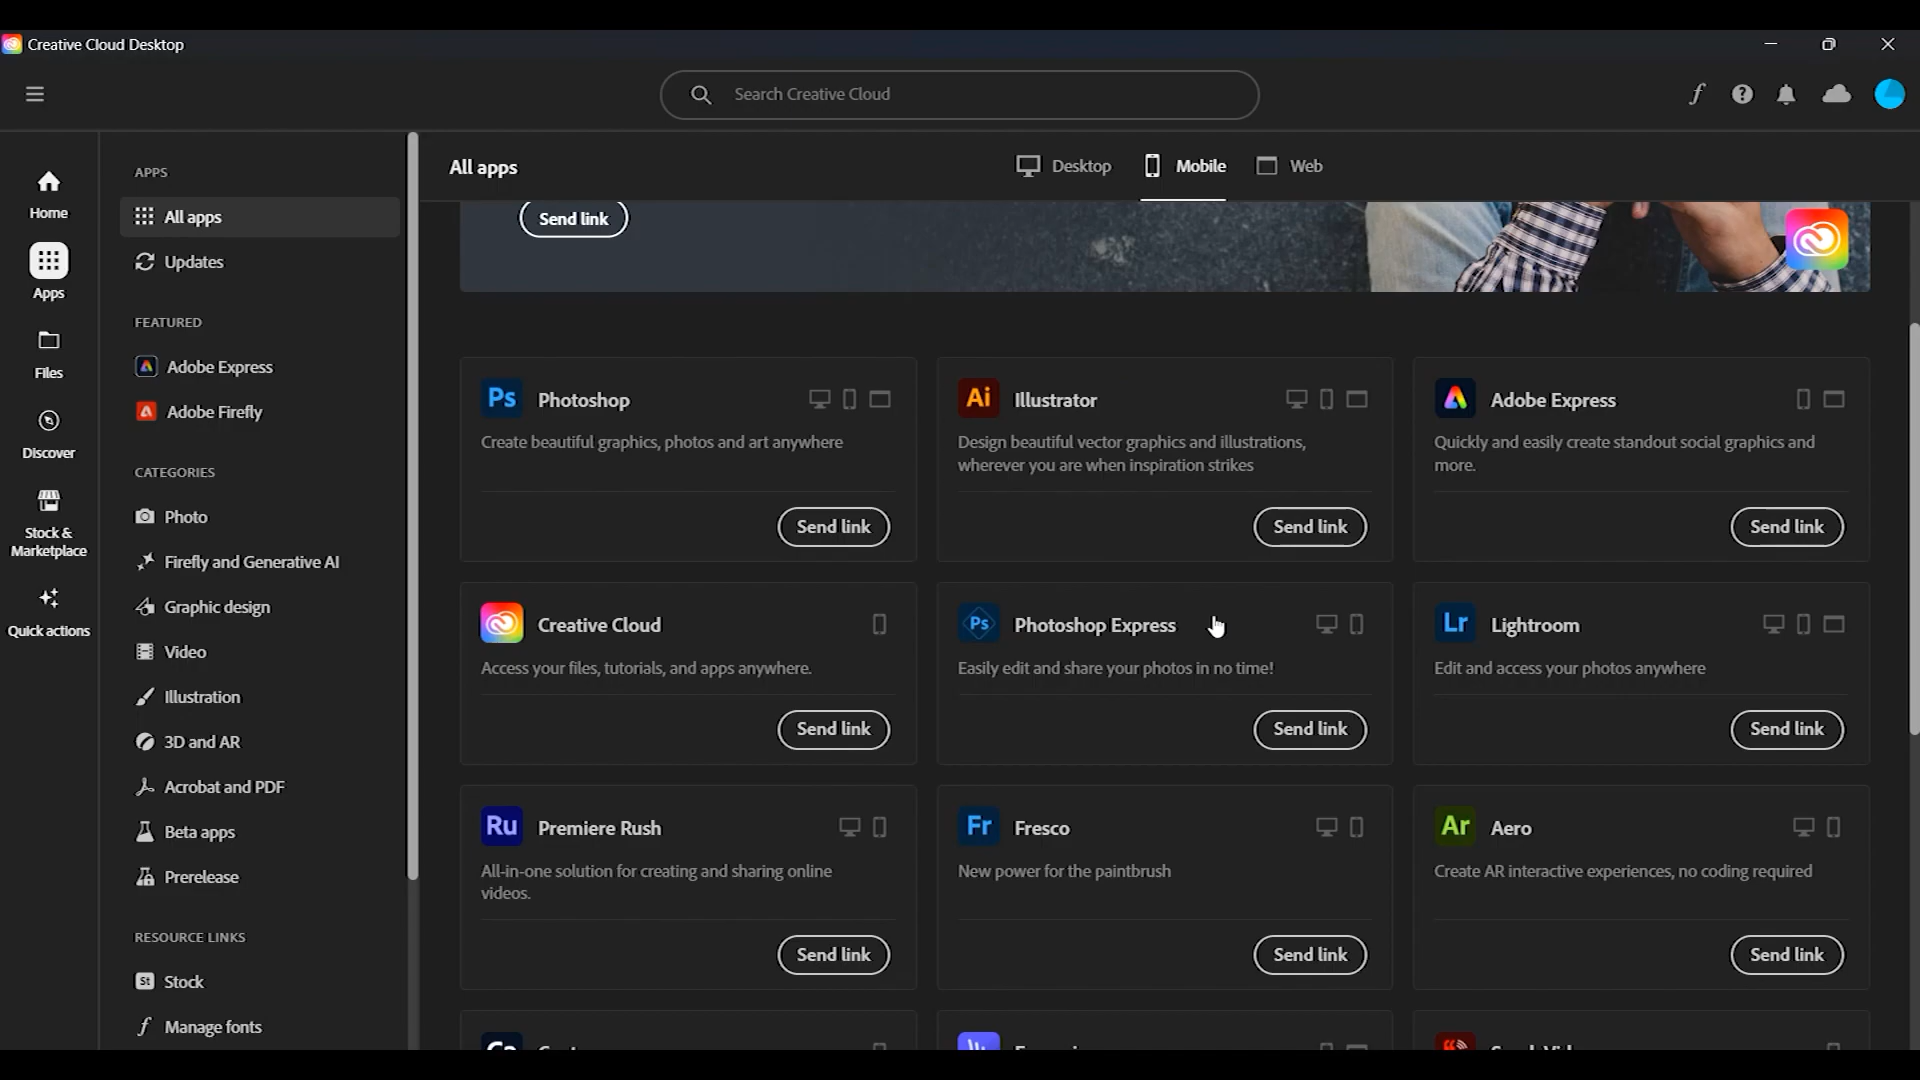 Creative Cloud Desktop
Search Creative Cloud
Home
Apps
Files
Discover
Stock &
Marketplace
Quick actions
APPS
All apps
Updates
FEATURED
Adobe Express
Adobe Firefly
CATEGORIES
Photo
Firefly and Generative AI
Graphic design
Video
Illustration
3D and AR
Acrobat and PDF
Beta apps
Prerelease
RESOURCE LINKS
St Stock
Manage fonts
All apps
Desktop
Mobile
Web
Send link
Ps Photoshop
Create beautiful graphics, photos and art anywhere
Send link
Ai Illustrator
Design beautiful vector graphics and illustrations,
wherever you are when inspiration strikes
Send link
Adobe Express
Quickly and easily create standout social graphics and
more.
Send link
Creative Cloud
Access your files, tutorials, and apps anywhere.
Send link
Ps Photoshop Express
Easily edit and share your photos in no time!
Send link
Lr Lightroom
Edit and access your photos anywhere
Send link
Ru Premiere Rush
All-in-one solution for creating and sharing online
videos.
Send link
Fr Fresco
New power for the paintbrush
Send link
Ar Aero
Create AR interactive experiences, no coding required
Send link